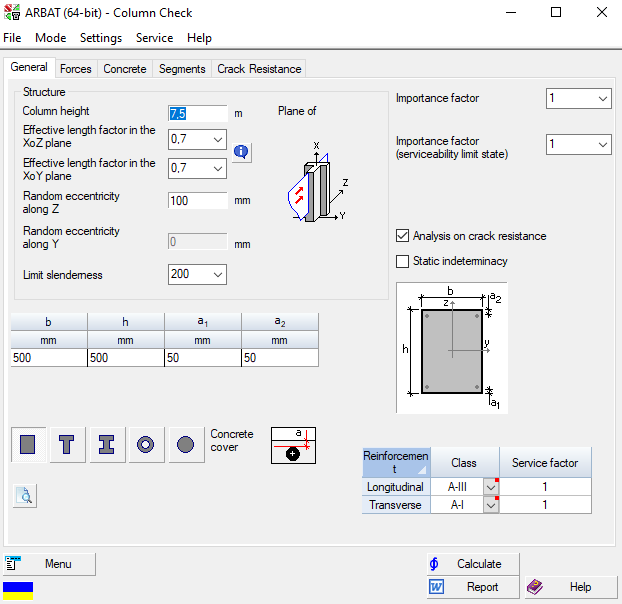 ARBAT (64-bit) - Column Check
File Mode Settings Service Help
General Forces Concrete Segments Crack Resistance
Structure
Column height 7,5 m Plane of
Effective length factor in the
XoZ plane 0,7
Effective length factor in the
XoY plane 0,7
Random eccentricity
along Z 100 mm
Random eccentricity
along Y 0 mm
Limit slenderness 200
X
Z
Y
Importance factor 1
Importance factor
(serviceability limit state) 1
Analysis on crack resistance
Static indeterminacy
b h a1 a2
mm mm mm mm
500 500 50 50
b
z a2
y
h
a1
Concrete
cover
a
Reinforcemen
t Class Service factor
Longitudinal A-III 1
Transverse A-I 1
Menu Calculate
Report Help